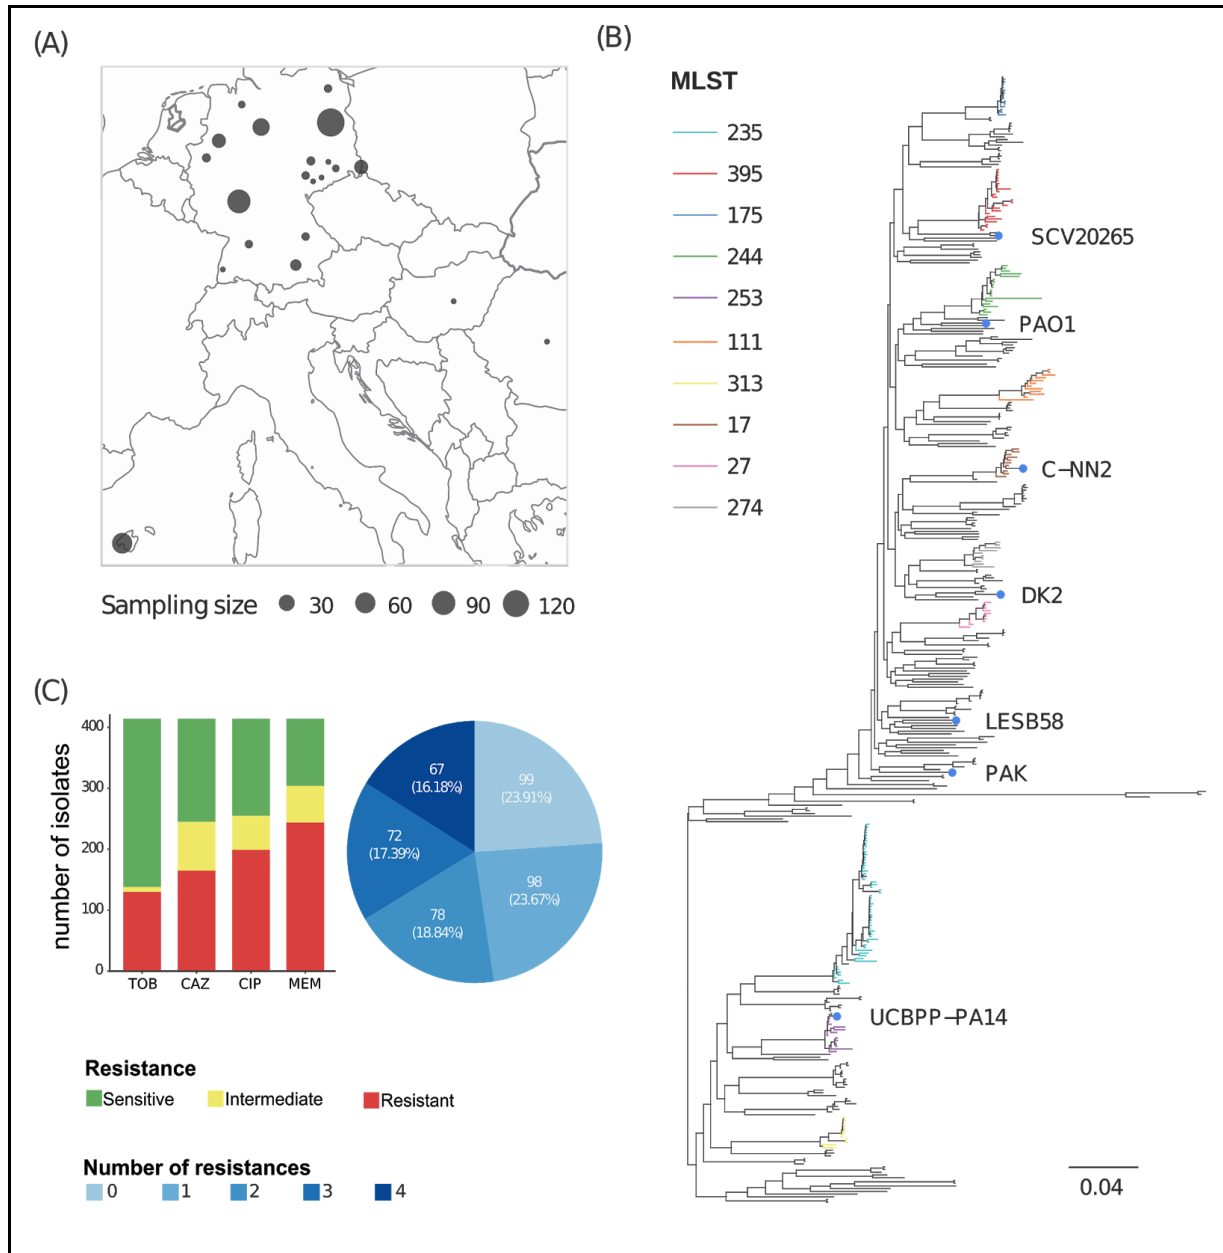 (A)
Sampling size 30 60 90 120
(B)
MLST
235
395
175
244
253
111
313
17
27
274
SCV20265
PAO1
C–NN2
DK2
LESB58
PAK
UCBPP–PA14
0.04
(C)
number of isolates
400
300
200
100
0
TOB CAZ CIP MEM
67
(16.18%)
99
(23.91%)
72
(17.39%)
98
(23.67%)
78
(18.84%)
Resistance
Sensitive Intermediate Resistant
Number of resistances
0 1 2 3 4